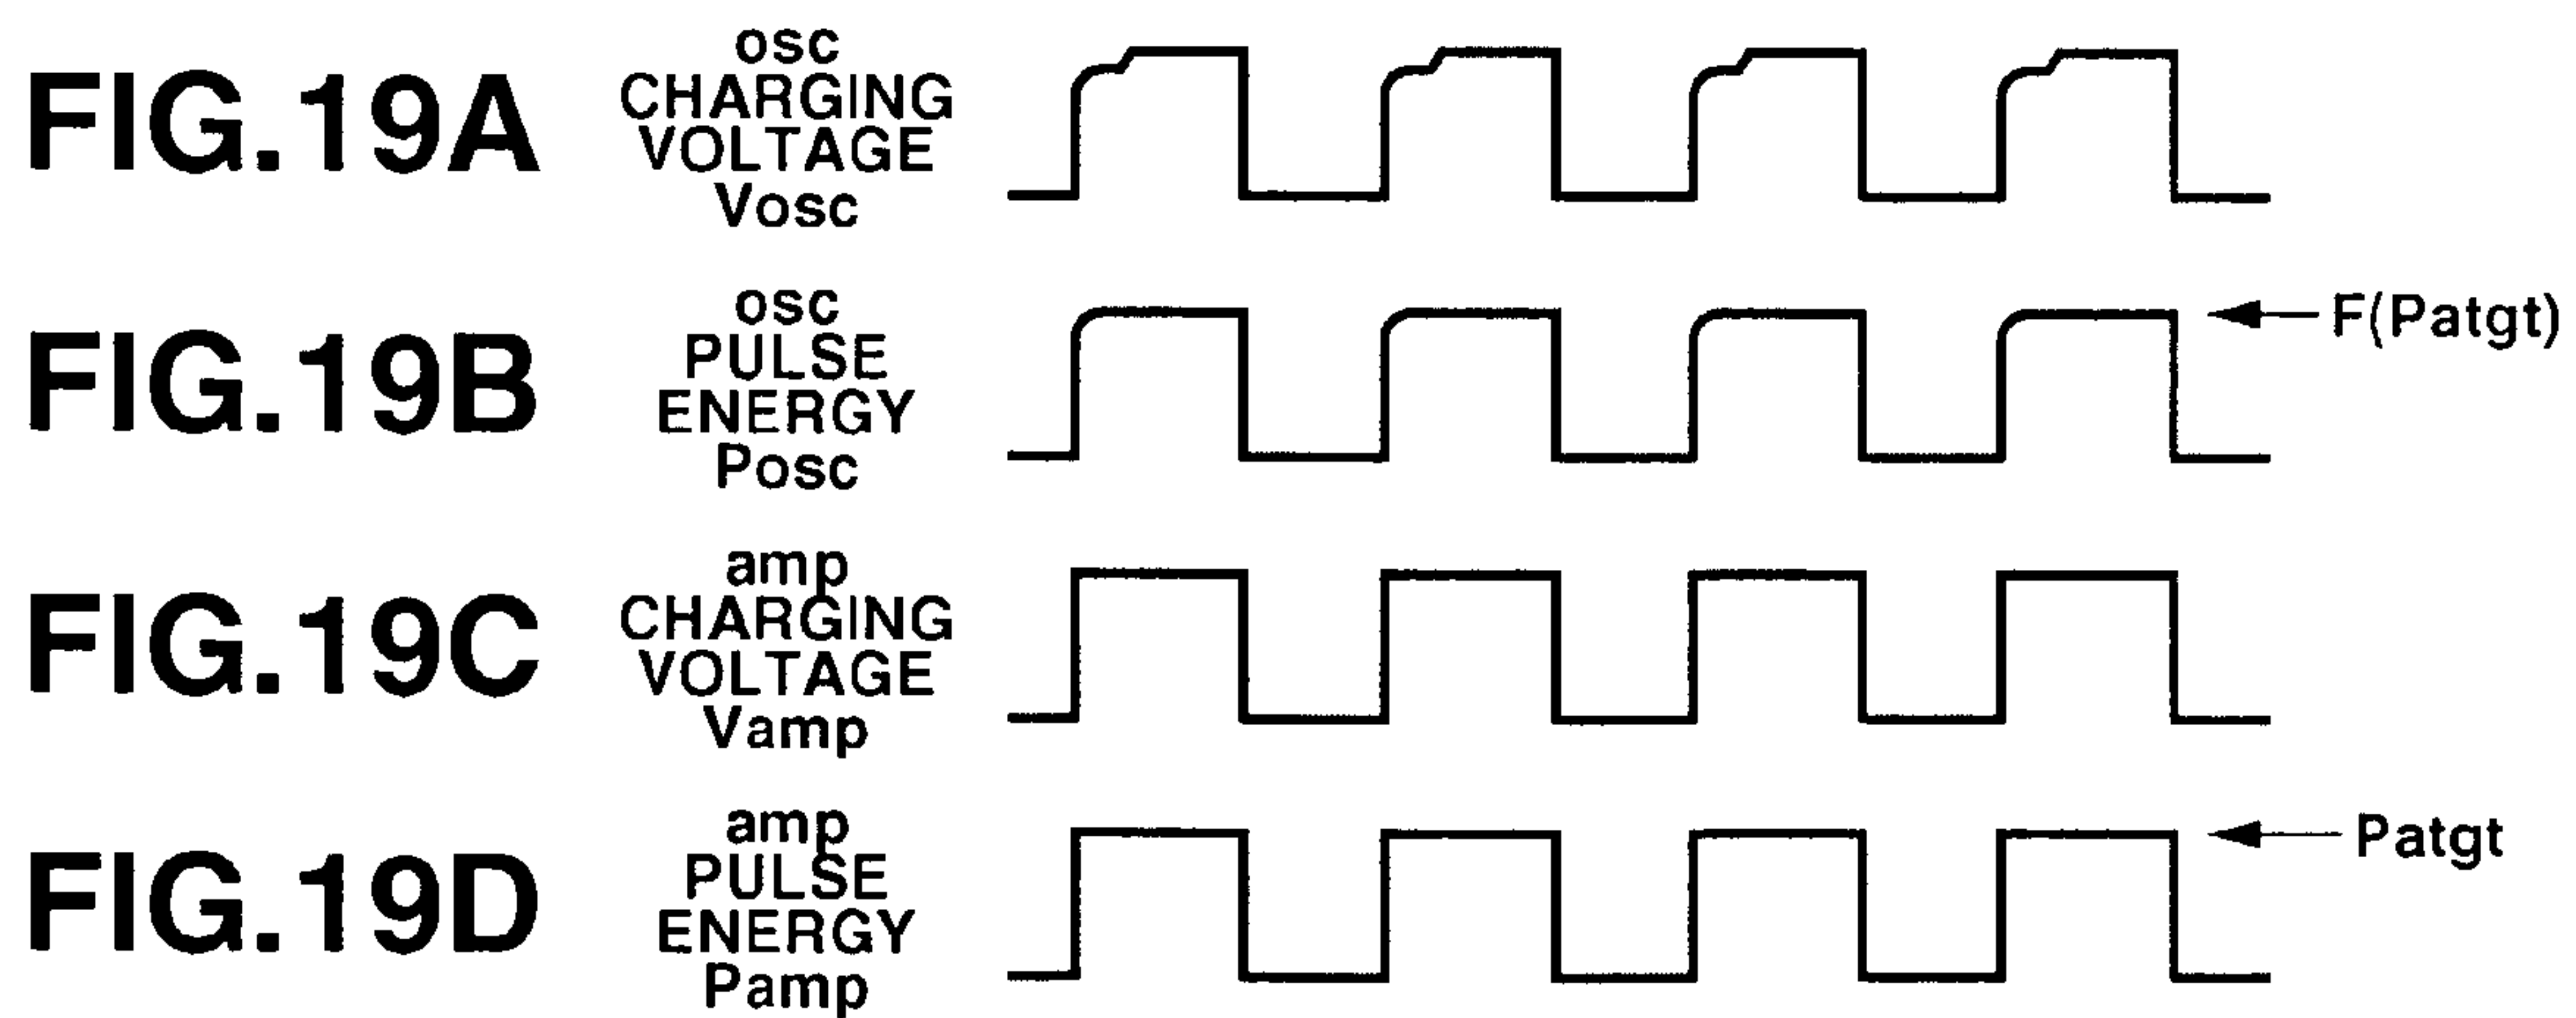 FIG.19A
osc
CHARGING
VOLTAGE
Vosc
FIG.19B
osc
PULSE
ENERGY
Posc
F(Patgt)
FIG.19C
amp
CHARGING
VOLTAGE
Vamp
FIG.19D
amp
PULSE
ENERGY
Pamp
Patgt